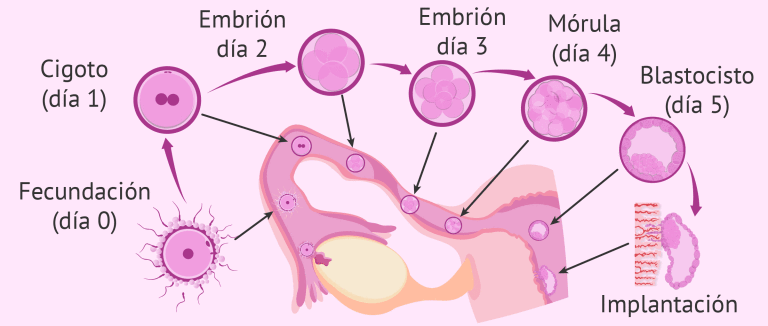 Fecundación
(día 0)
Cigoto
(día 1)
Embrión
día 2
Embrión
día 3
Mórula
(día 4)
Blastocisto
(día 5)
Implantación